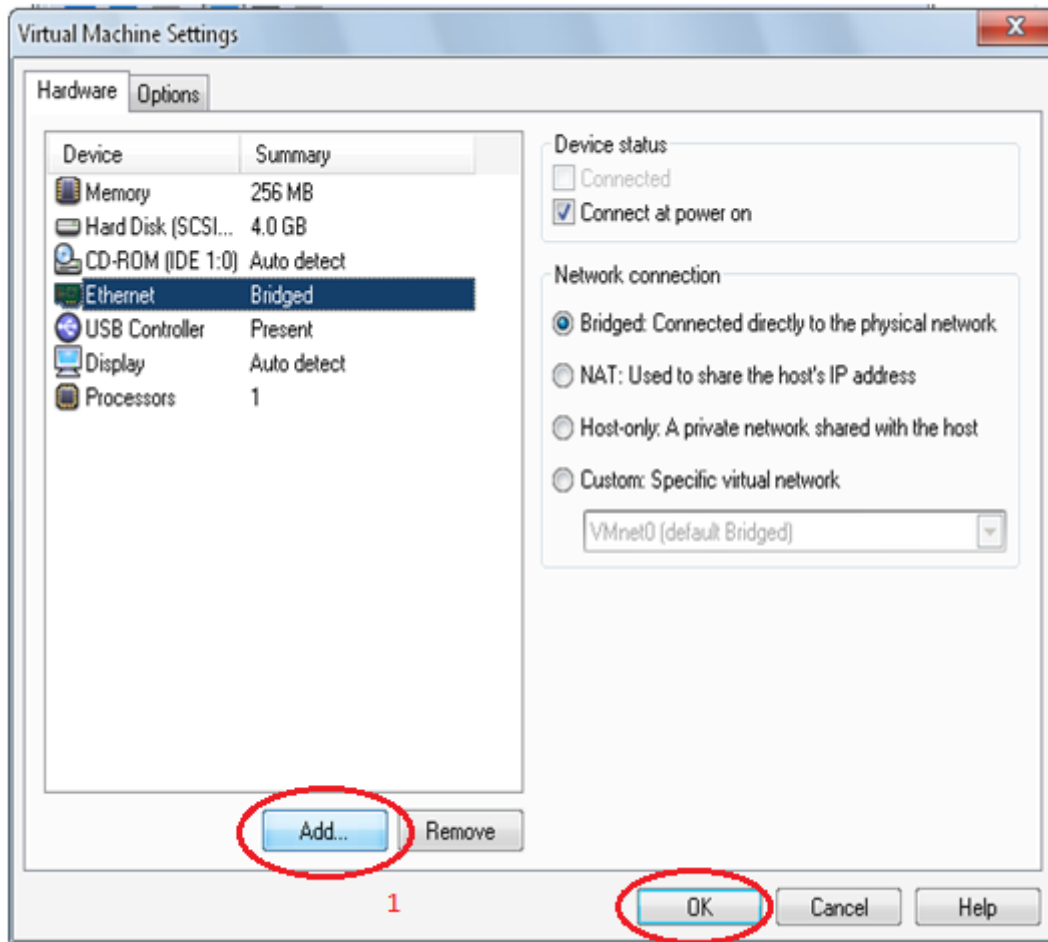 Virtual Machine Settings
X
Hardware Options
Device Summary
Memory 256 MB
Hard Disk (SCSI... 4.0 GB
CD-ROM (IDE 1:0) Auto detect
Ethernet Bridged
USB Controller Present
Display Auto detect
Processors 1
Add... Remove
Device status
Connected
Connect at power on
Network connection
Bridged: Connected directly to the physical network
NAT: Used to share the host's IP address
Host-only: A private network shared with the host
Custom: Specific virtual network
VMnet0 (default Bridged)
1
OK Cancel Help